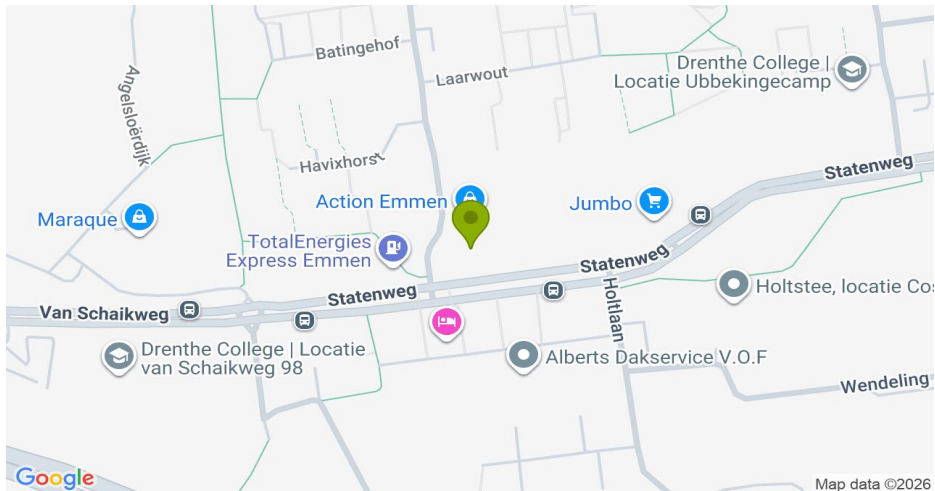 Batingehof
Laarwout
Drenthe College |
Locatie Ubbekingecamp
Angelsloërdijk
Havixhorst
Statenweg
Action Emmen
Jumbo
Maraque
TotalEnergies
Express Emmen
Statenweg
Statenweg
Holtstee, locatie Cos
Van Schaikweg
Holtlaan
Drenthe College | Locatie
van Schaikweg 98
Alberts Dakservice V.O.F
Wendeling
Google
Map data ©2026